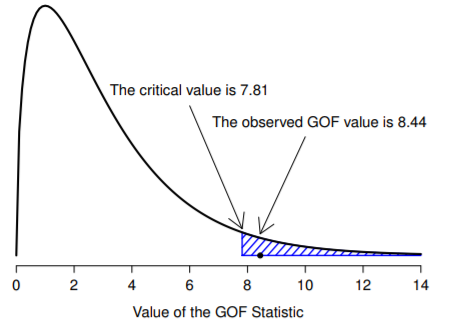 The critical value is 7.81
The observed GOF value is 8.44
0 2 4 6 8 10 12 14
Value of the GOF Statistic